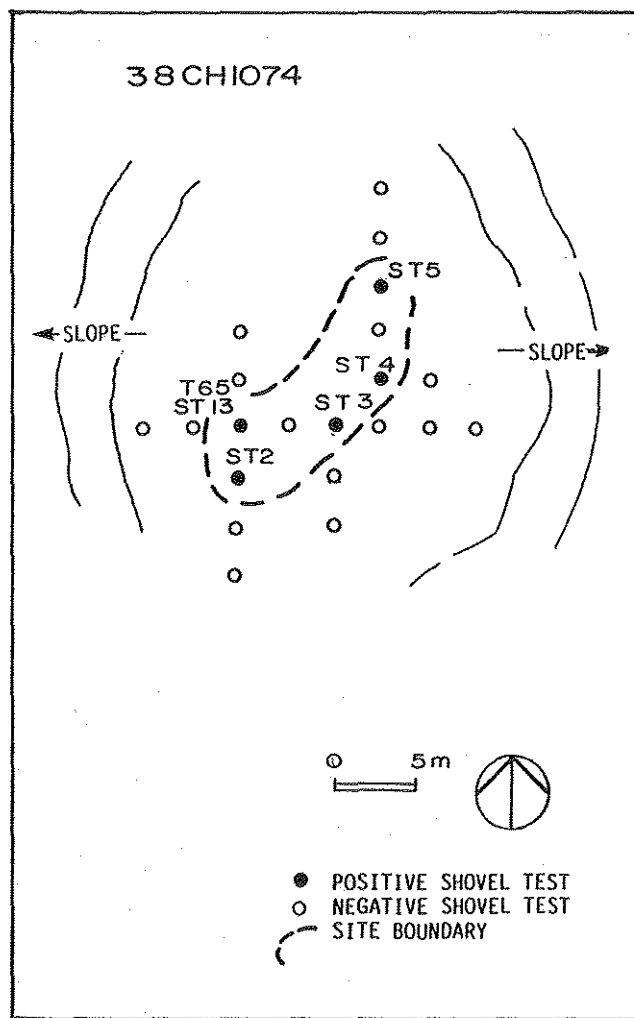 38CH1074
ST5
SLOPE
SLOPE
ST4
T65
ST13
ST3
ST2
0 5m
POSITIVE SHOVEL TEST
NEGATIVE SHOVEL TEST
SITE BOUNDARY